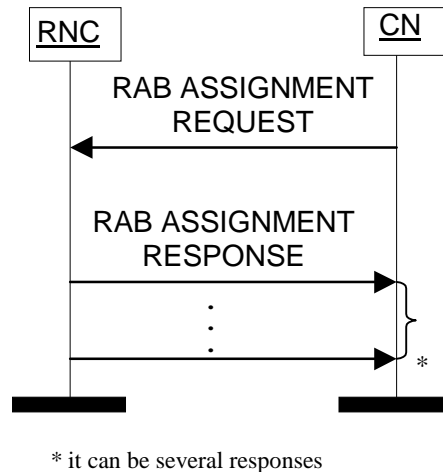 RNC
CN
RAB ASSIGNMENT
REQUEST
RAB ASSIGNMENT
RESPONSE
*
* it can be several responses